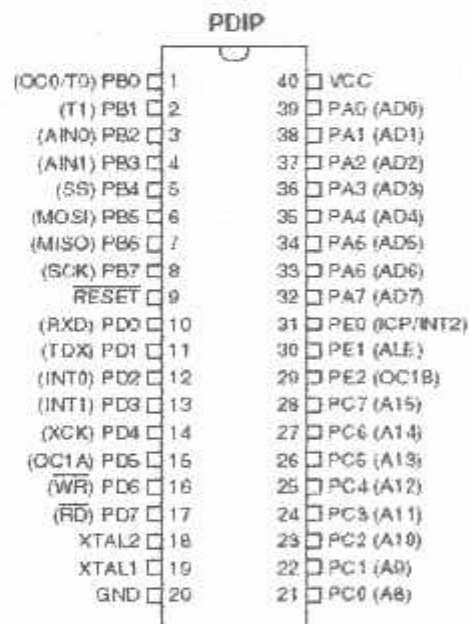 PDIP
(OC0/T0) PB0 1 40 VCC
(T1) PB1 2 39 PA0 (AD0)
(AIN0) PB2 3 38 PA1 (AD1)
(AIN1) PB3 4 37 PA2 (AD2)
(SS) PB4 5 36 PA3 (AD3)
(MOSI) PB5 6 35 PA4 (AD4)
(MISO) PB6 7 34 PA5 (AD5)
(SCK) PB7 8 33 PA6 (AD6)
RESET 9 32 PA7 (AD7)
(RXD) PD0 10 31 PE0 (ICP/INT2)
(TDX) PD1 11 30 PE1 (ALE)
(INT0) PD2 12 29 PE2 (OC1B)
(INT1) PD3 13 28 PC7 (A15)
(XCK) PD4 14 27 PC6 (A14)
(OC1A) PD5 15 26 PC5 (A13)
(WR) PD6 16 25 PC4 (A12)
(RD) PD7 17 24 PC3 (A11)
XTAL2 18 23 PC2 (A10)
XTAL1 19 22 PC1 (A9)
GND 20 21 PC0 (A8)